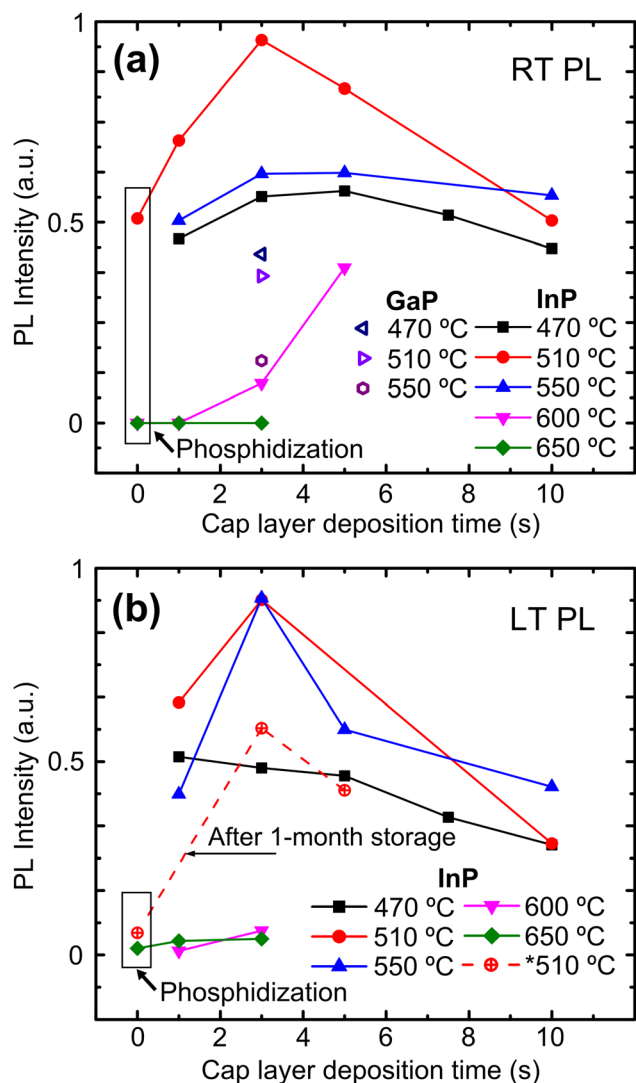 (a)
RT PL
1
0.5
0
PL Intensity (a.u.)
GaP InP
470 ºC 470 ºC
510 ºC 510 ºC
550 ºC 550 ºC
600 ºC
650 ºC
Phosphidization
0 2 4 6 8 10
Cap layer deposition time (s)
(b)
LT PL
1
0.5
0
PL Intensity (a.u.)
After 1-month storage
InP
470 ºC 600 ºC
510 ºC 650 ºC
550 ºC *510 ºC
Phosphidization
0 2 4 6 8 10
Cap layer deposition time (s)